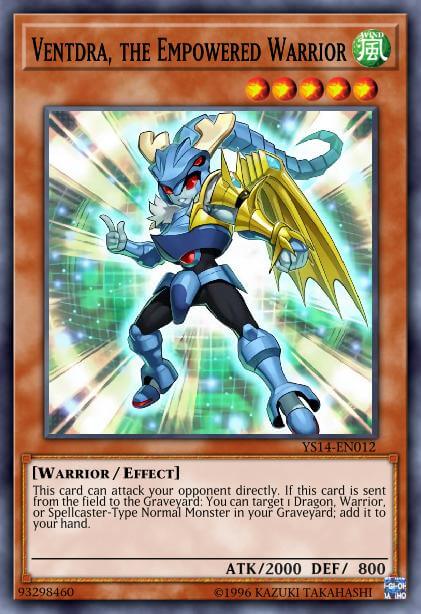 VENTDRA, THE EMPOWERED WARRIOR
WIND
風
YS14-EN012
[WARRIOR / EFFECT]
This card can attack your opponent directly. If this card is sent
from the field to the Graveyard: You can target 1 Dragon, Warrior,
or Spellcaster-Type Normal Monster in your Graveyard; add it to
your hand.
ATK/2000 DEF/ 800
93298460
©1996 KAZUKI TAKAHASHI